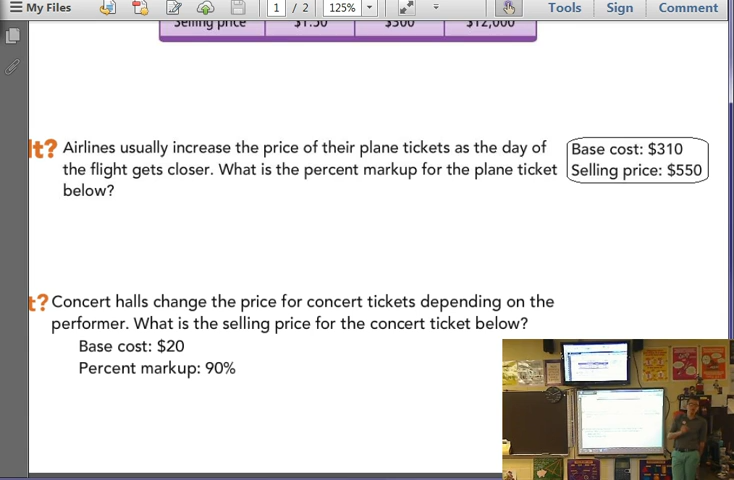 My Files
1 / 2
125%
Tools
Sign
Comment
Selling price $1.50 $300 $12,000
It? Airlines usually increase the price of their plane tickets as the day of
the flight gets closer. What is the percent markup for the plane ticket
below?
Base cost: $310
Selling price: $550
t? Concert halls change the price for concert tickets depending on the
performer. What is the selling price for the concert ticket below?
Base cost: $20
Percent markup: 90%